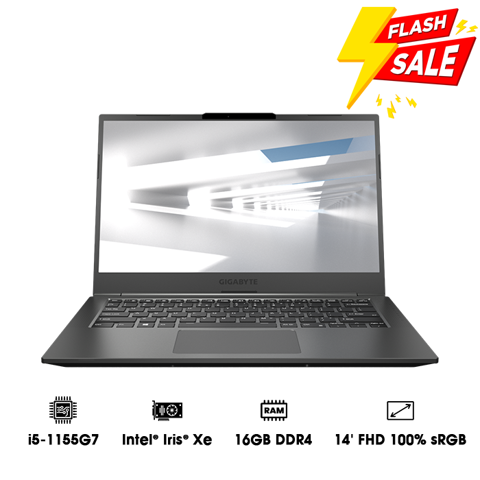 FLASH
SALE
GIGABYTE
RAM
i5-1155G7
Intel® Iris® Xe
16GB DDR4
14' FHD 100% sRGB